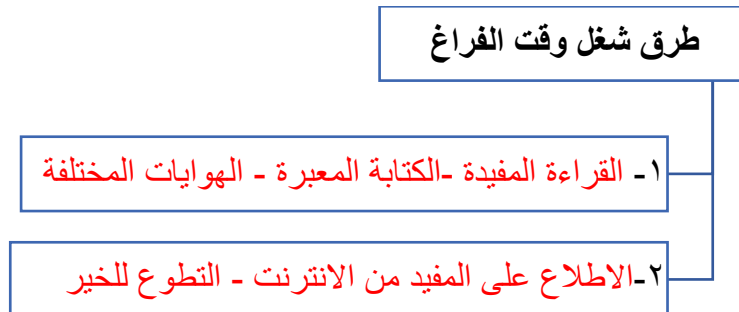 طرق شغل وقت الفراغ
١- القراءة المفيدة -الكتابة المعبرة - الهوايات المختلفة
٢-الاطلاع على المفيد من الانترنت - التطوع للخير